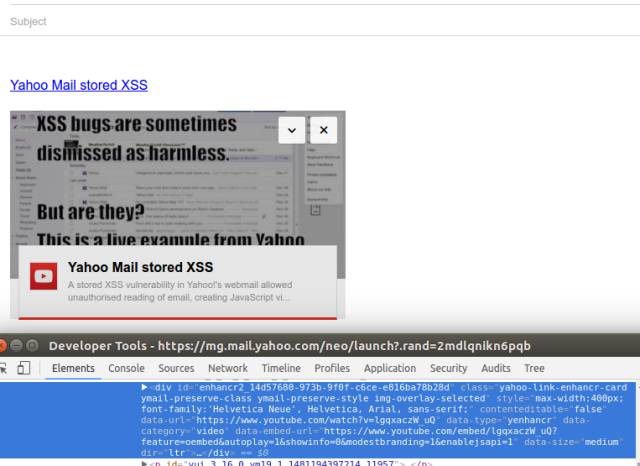 Subject
Yahoo Mail stored XSS
XSS bugs are sometimes
dismissed as harmless.
But are they?
This is a live example from Yahoo
Yahoo Mail stored XSS
A stored XSS vulnerability in Yahoo's webmail allowed
unauthorised reading of email, creating JavaScript vi...
Developer Tools - https://mg.mail.yahoo.com/neo/launch?.rand=2mdlqnikn6pqb
Elements Console Sources Network Timeline Profiles Application Security Audits Tree
<div id="enhancr2_14d57680-973b-9f0f-c6ce-e816ba78b28d" class="yahoo-link-enhancr-card
ymail-preserve-class ymail-preserve-style img-overlay-selected" style="max-width:400px;
font-family:'Helvetica Neue', Helvetica, Arial, sans-serif;" contenteditable="false"
data-url="https://www.youtube.com/watch?v=lgqxaczW_uQ" data-type="yenhancr" data-
category="video" data-embed-url="https://www.youtube.com/embed/lgqxaczW_uQ?
feature=oembed&autoplay=1&showinfo=0&modestbranding=1&enablejsapi=1" data-size="medium"
dir="ltr">…</div> == $0
<p id="yui_3_16_0_ym19_1_1481194397214_11957"> </p>